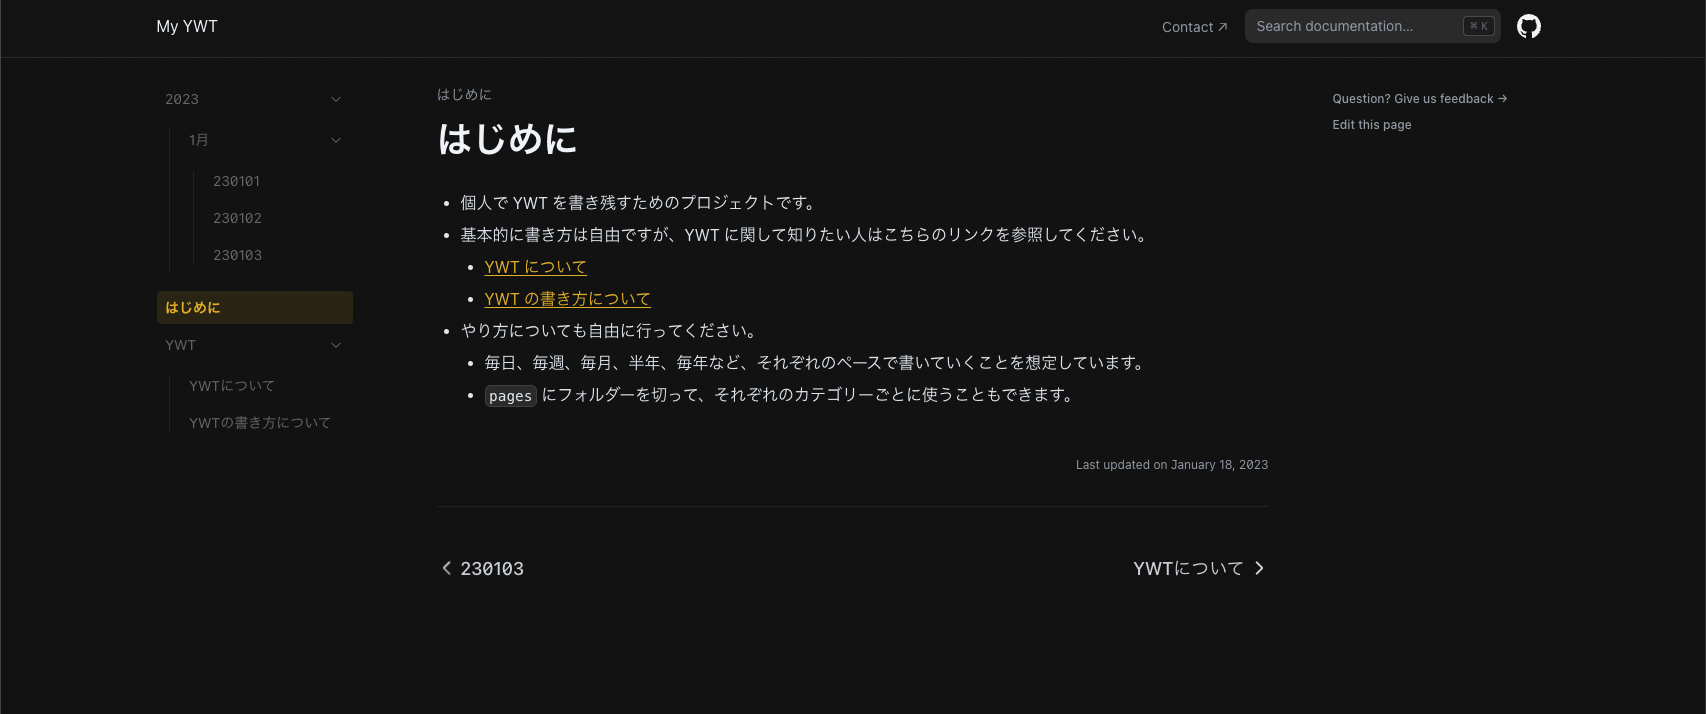 My YWT
Contact ↗
Search documentation...
⌘ K
2023
1月
230101
230102
230103
はじめに
YWT
YWTについて
YWTの書き方について
はじめに
はじめに
個人で YWT を書き残すためのプロジェクトです。
基本的に書き方は自由ですが、YWT に関して知りたい人はこちらのリンクを参照してください。
YWT について
YWT の書き方について
やり方についても自由に行ってください。
毎日、毎週、毎月、半年、毎年など、それぞれのペースで書いていくことを想定しています。
pages にフォルダーを切って、それぞれのカテゴリーごとに使うこともできます。
Last updated on January 18, 2023
230103
YWTについて
Question? Give us feedback →
Edit this page